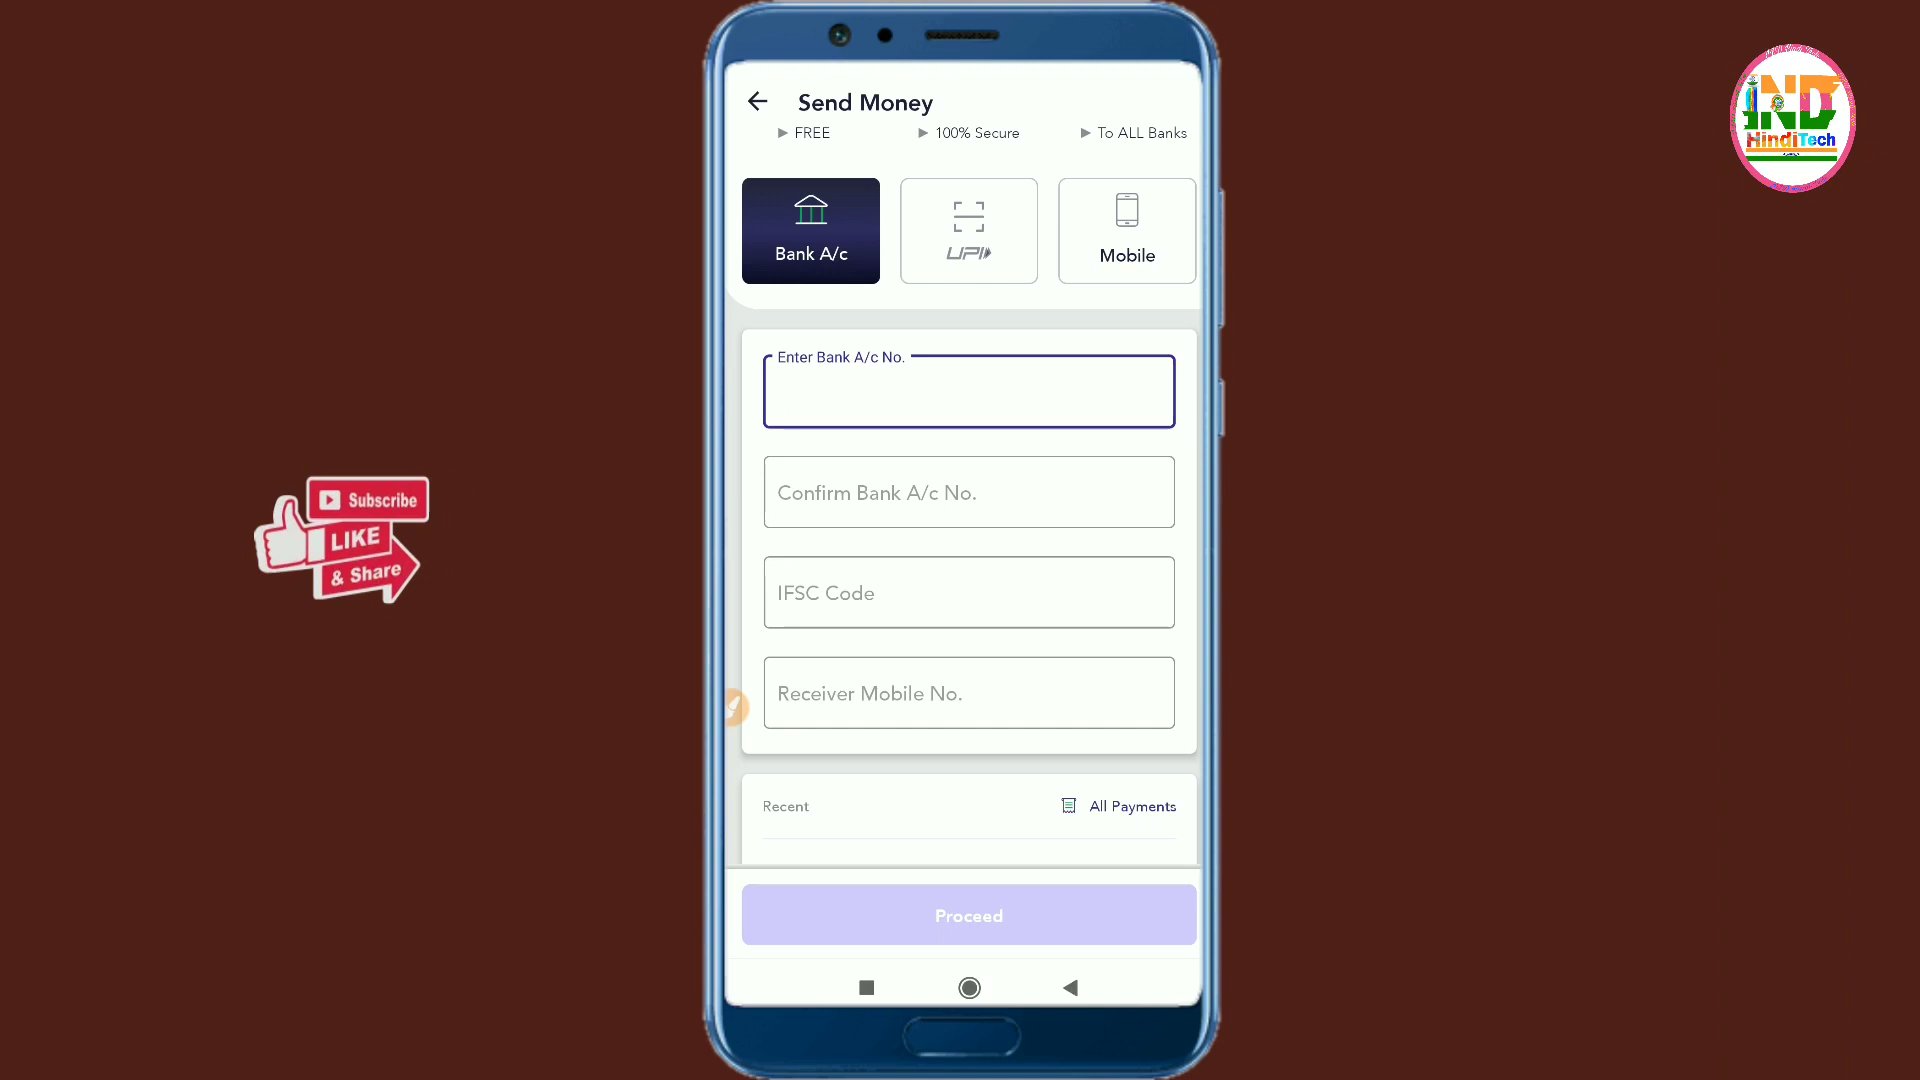 Send Money
FREE
100% Secure
To ALL Banks
Bank A/c
UPI
Mobile
Enter Bank A/c No.
Confirm Bank A/c No.
IFSC Code
Receiver Mobile No.
Recent
All Payments
Proceed
Subscribe
LIKE
& Share
IND
HindiTech